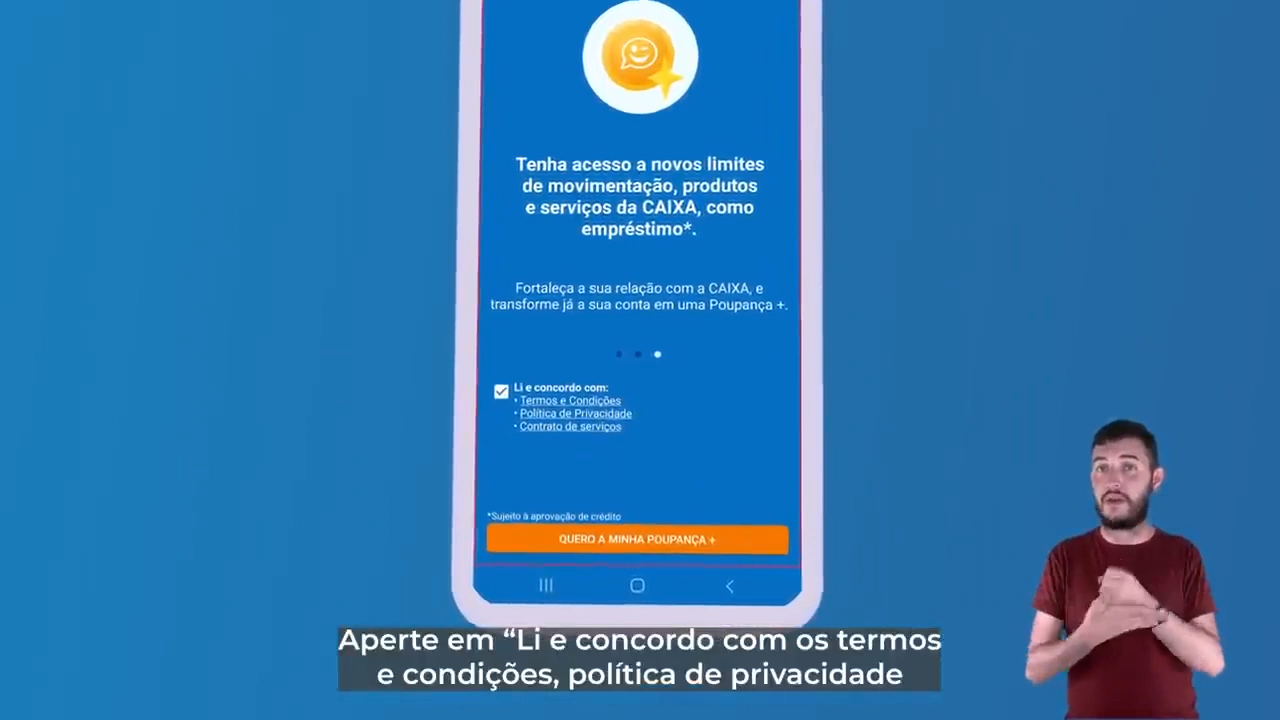 Tenha acesso a novos limites
de movimentação, produtos
e serviços da CAIXA, como
empréstimo*.
Fortaleça a sua relação com a CAIXA, e
transforme já a sua conta em uma Poupança +.
Li e concordo com:
• Termos e Condições
• Política de Privacidade
• Contrato de serviços
*Sujeito à aprovação de crédito
QUERO A MINHA POUPANÇA +
Aperte em “Li e concordo com os termos
e condições, política de privacidade